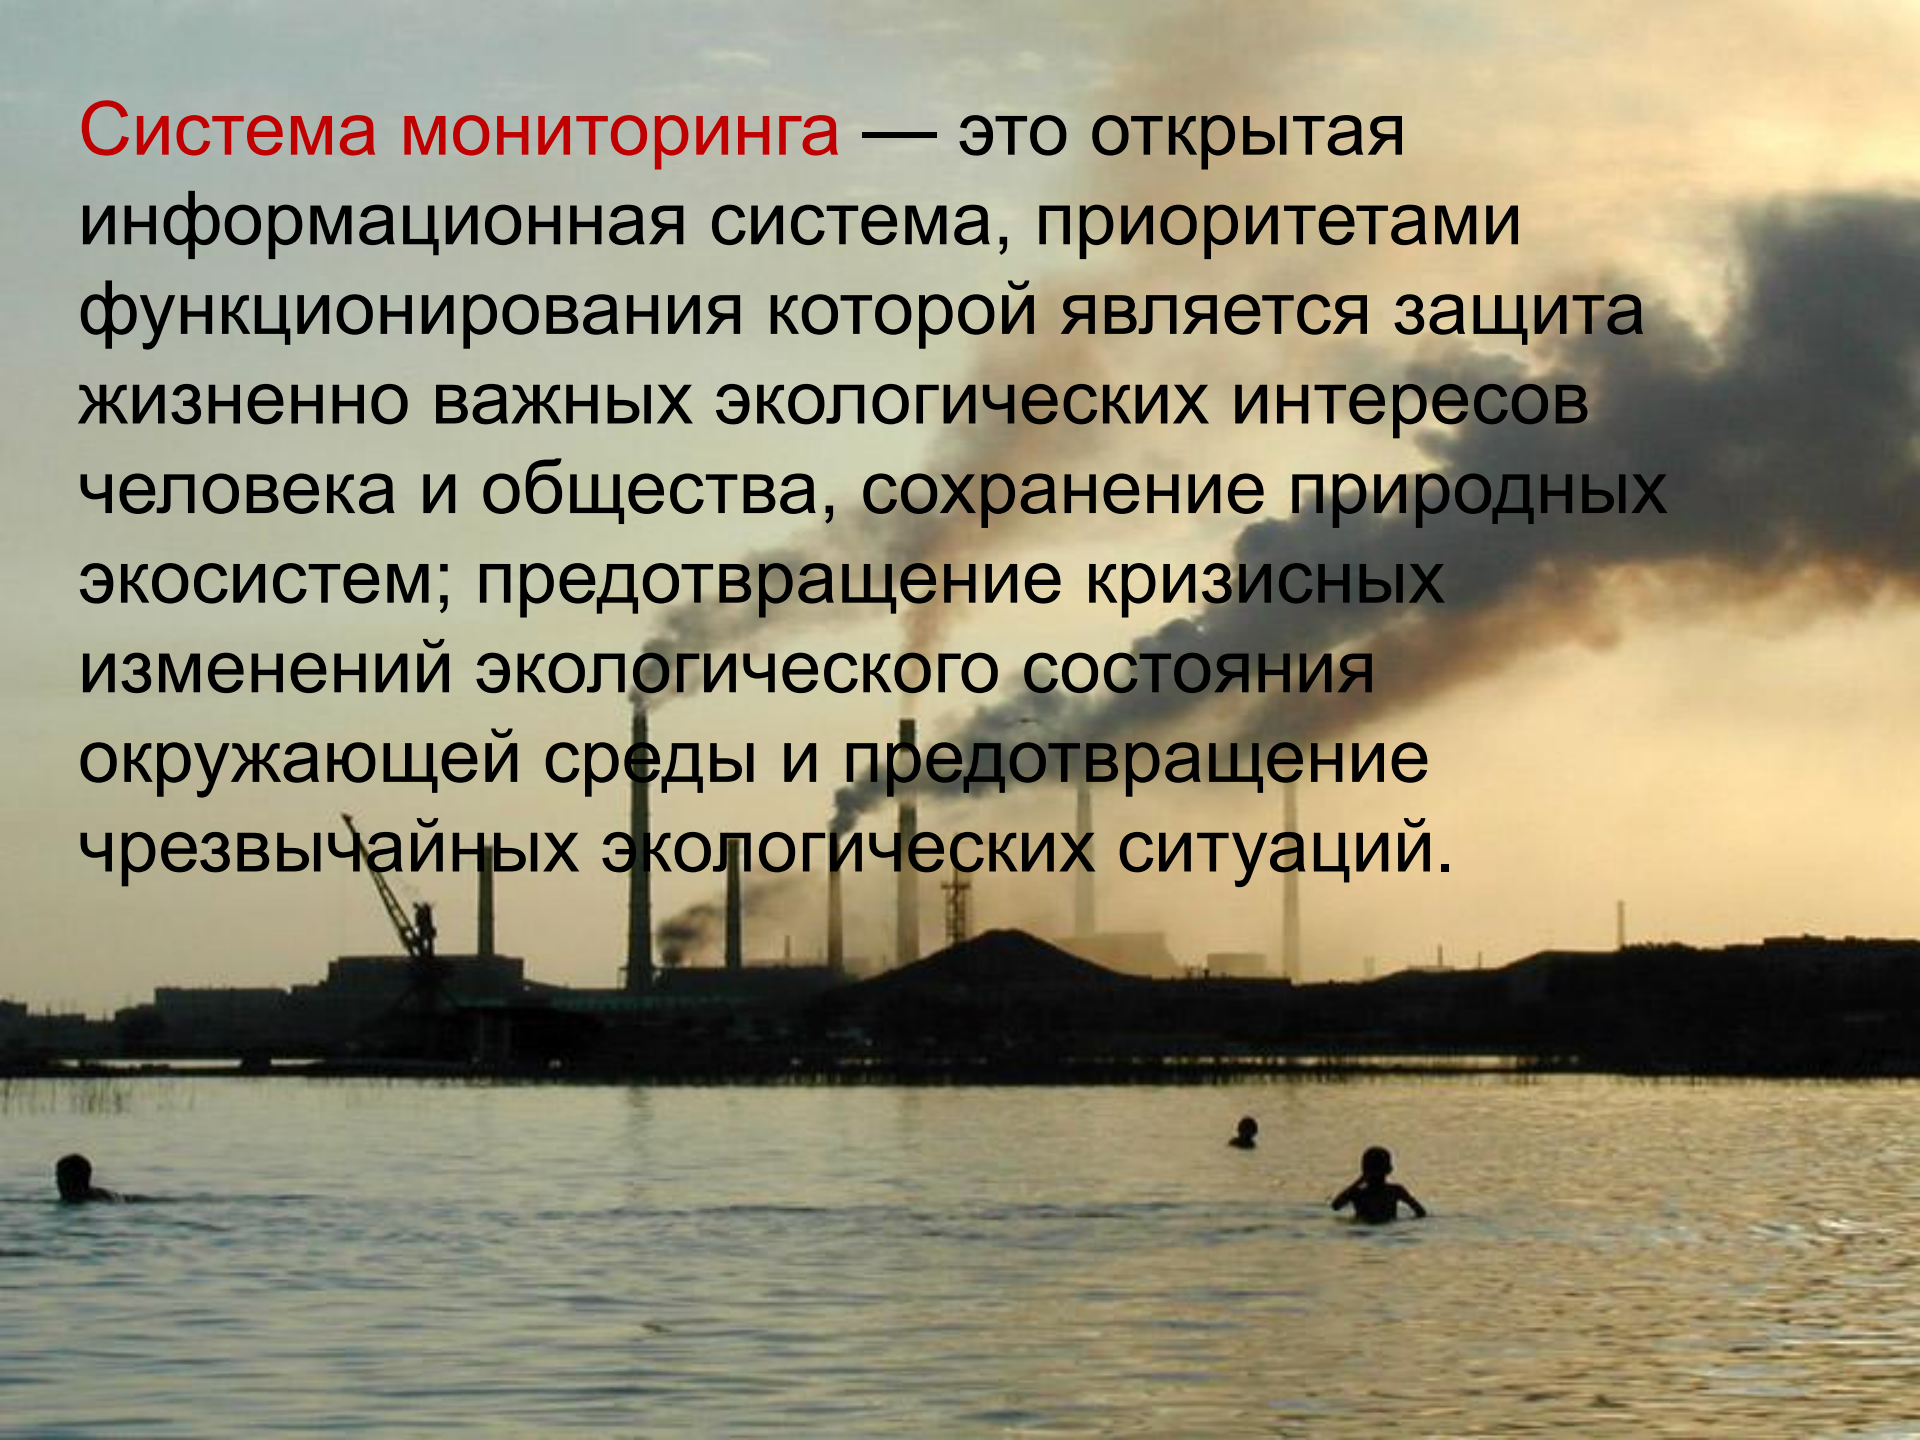 Система мониторинга — это открытая
информационная система, приоритетами
функционирования которой является защита
жизненно важных экологических интересов
человека и общества, сохранение природных
экосистем; предотвращение кризисных
изменений экологического состояния
окружающей среды и предотвращение
чрезвычайных экологических ситуаций.